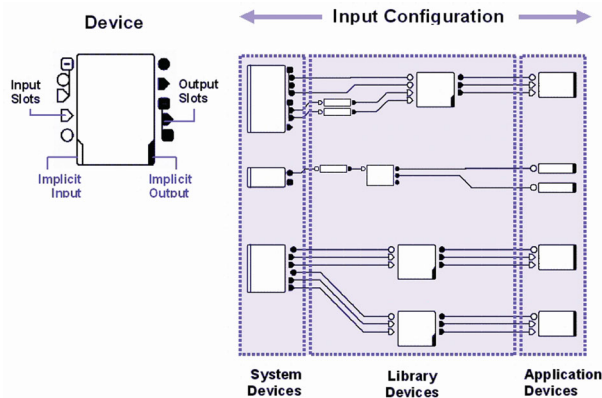 Device
Input Configuration
Input
Slots
Output
Slots
Implicit
Input
Implicit
Output
System
Devices
Library
Devices
Application
Devices